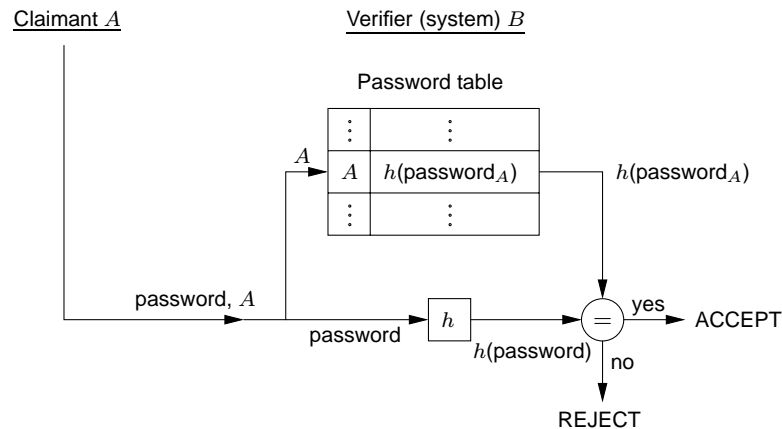 Claimant A
Verifier (system) B
Password table
⋮ ⋮
A
A h(password_A)
h(password_A)
⋮ ⋮
password, A
password
h
h(password)
=
yes
ACCEPT
no
REJECT